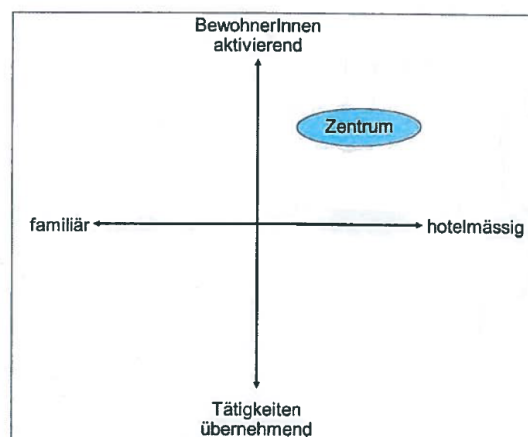 BewohnerInnen
aktivierend
Zentrum
familiär
hotelmässig
Tätigkeiten
übernehmend